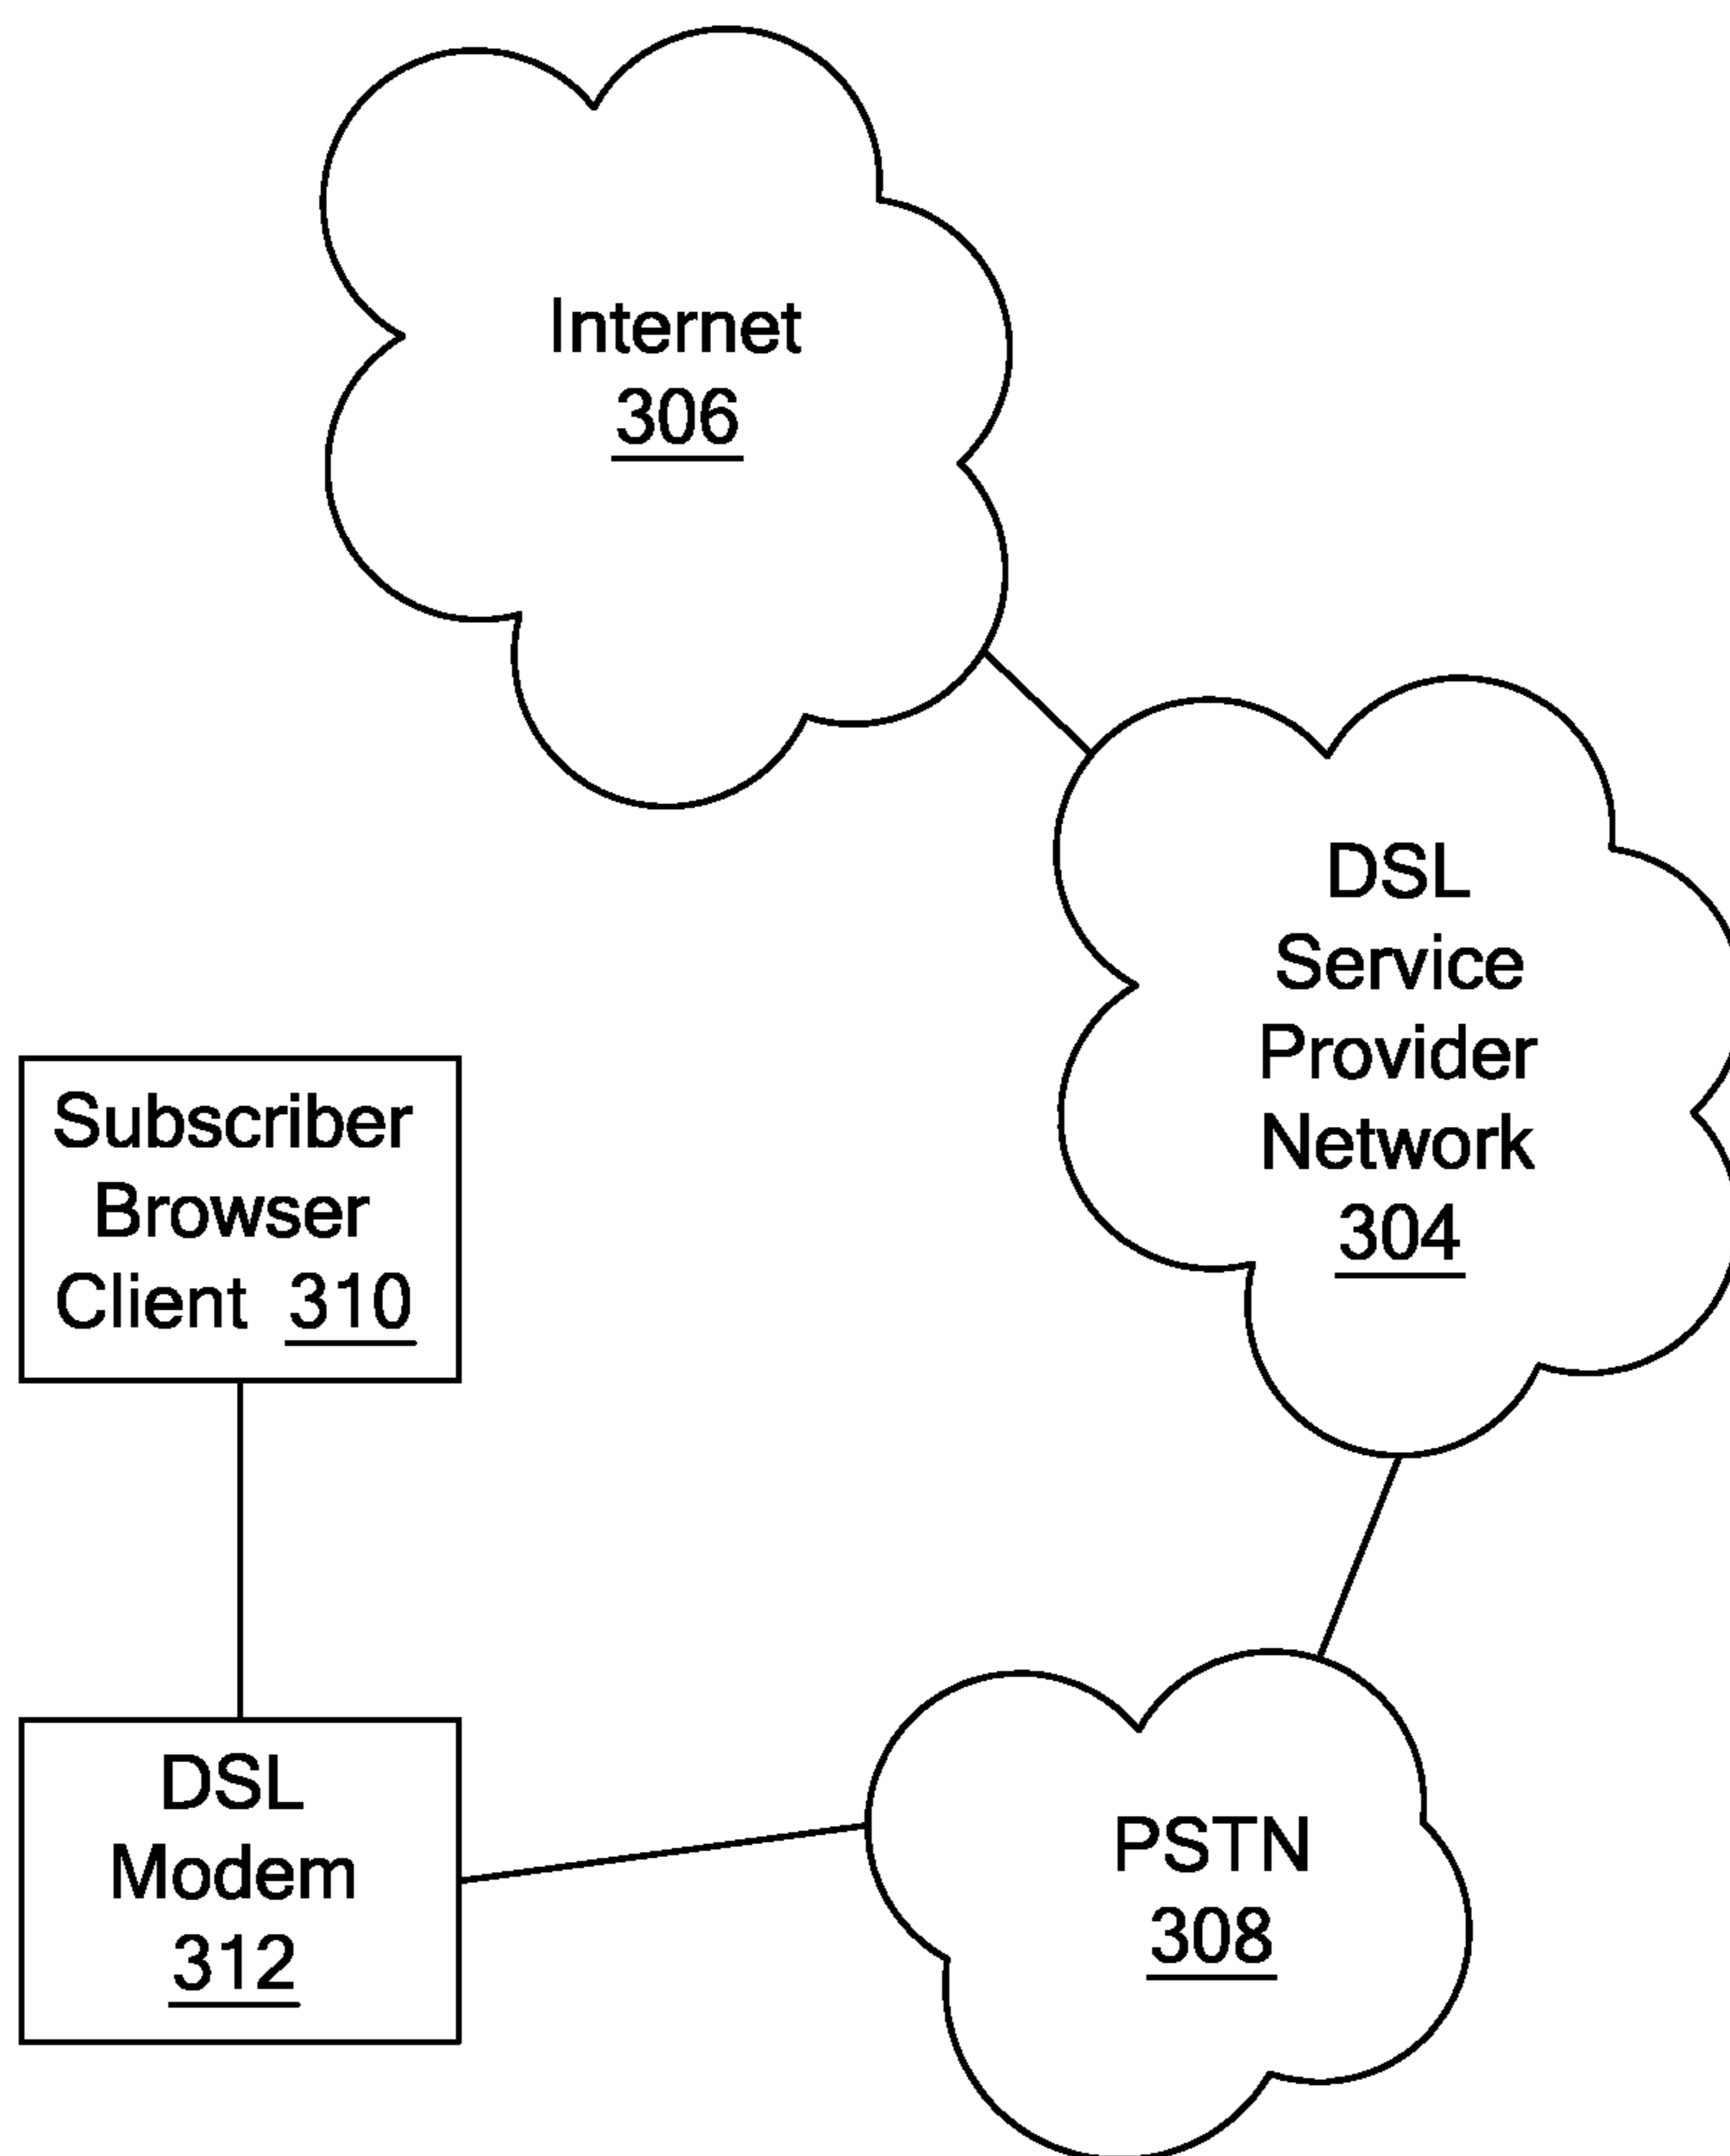 Internet
306
DSL
Service
Provider
Network
304
Subscriber
Browser
Client 310
DSL
Modem
312
PSTN
308